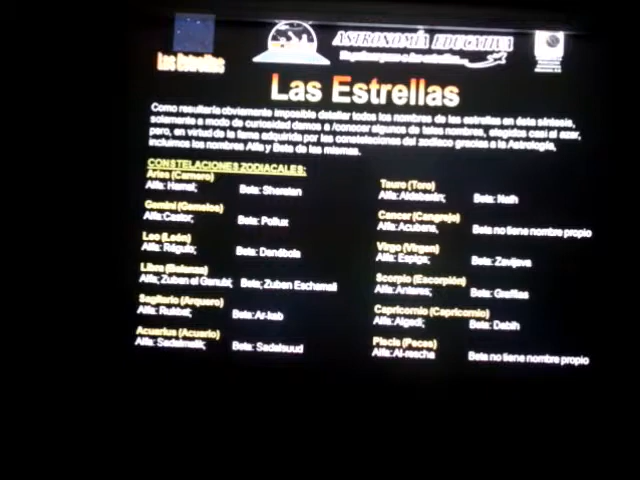 Las Estrellas
ASTRONOMÍA EDUCATIVA
Las Estrellas
Como resultaría obviamente imposible detallar todos los nombres de las estrellas en ésta síntesis,
solamente a modo de curiosidad damos a /conocer algunos de tales nombres, elegidos casi al azar,
pero, en virtud de la fama adquirida por las constelaciones del zodíaco gracias a la Astrología,
incluimos los nombres Alfa y Beta de las mismas.
CONSTELACIONES ZODIACALES:
Aries (Carnero)
Alfa: Hamal; Beta: Sheratan
Gemini (Gemelos)
Alfa: Castor; Beta: Pollux
Leo (León)
Alfa: Régulo; Beta: Denébola
Libra (Balanza)
Alfa; Zuben el Genubi; Beta; Zuben Eschamali
Sagitario (Arquero)
Alfa: Rukbat; Beta: Ar-kab
Acuarius (Acuario)
Alfa: Sadalmelik; Beta: Sadalsuud
Tauro (Toro)
Alfa: Aldebarán; Beta: Nath
Cancer (Cangrejo)
Alfa: Acubens, Beta no tiene nombre propio
Virgo (Virgen)
Alfa: Espiga; Beta: Zavijava
Scorpio (Escorpión)
Alfa: Antares; Beta: Graffias
Capricornio (Capricornio)
Alfa: Algedi; Beta: Dabih
Piscis (Peces)
Alfa: Al-rescha Beta no tiene nombre propio